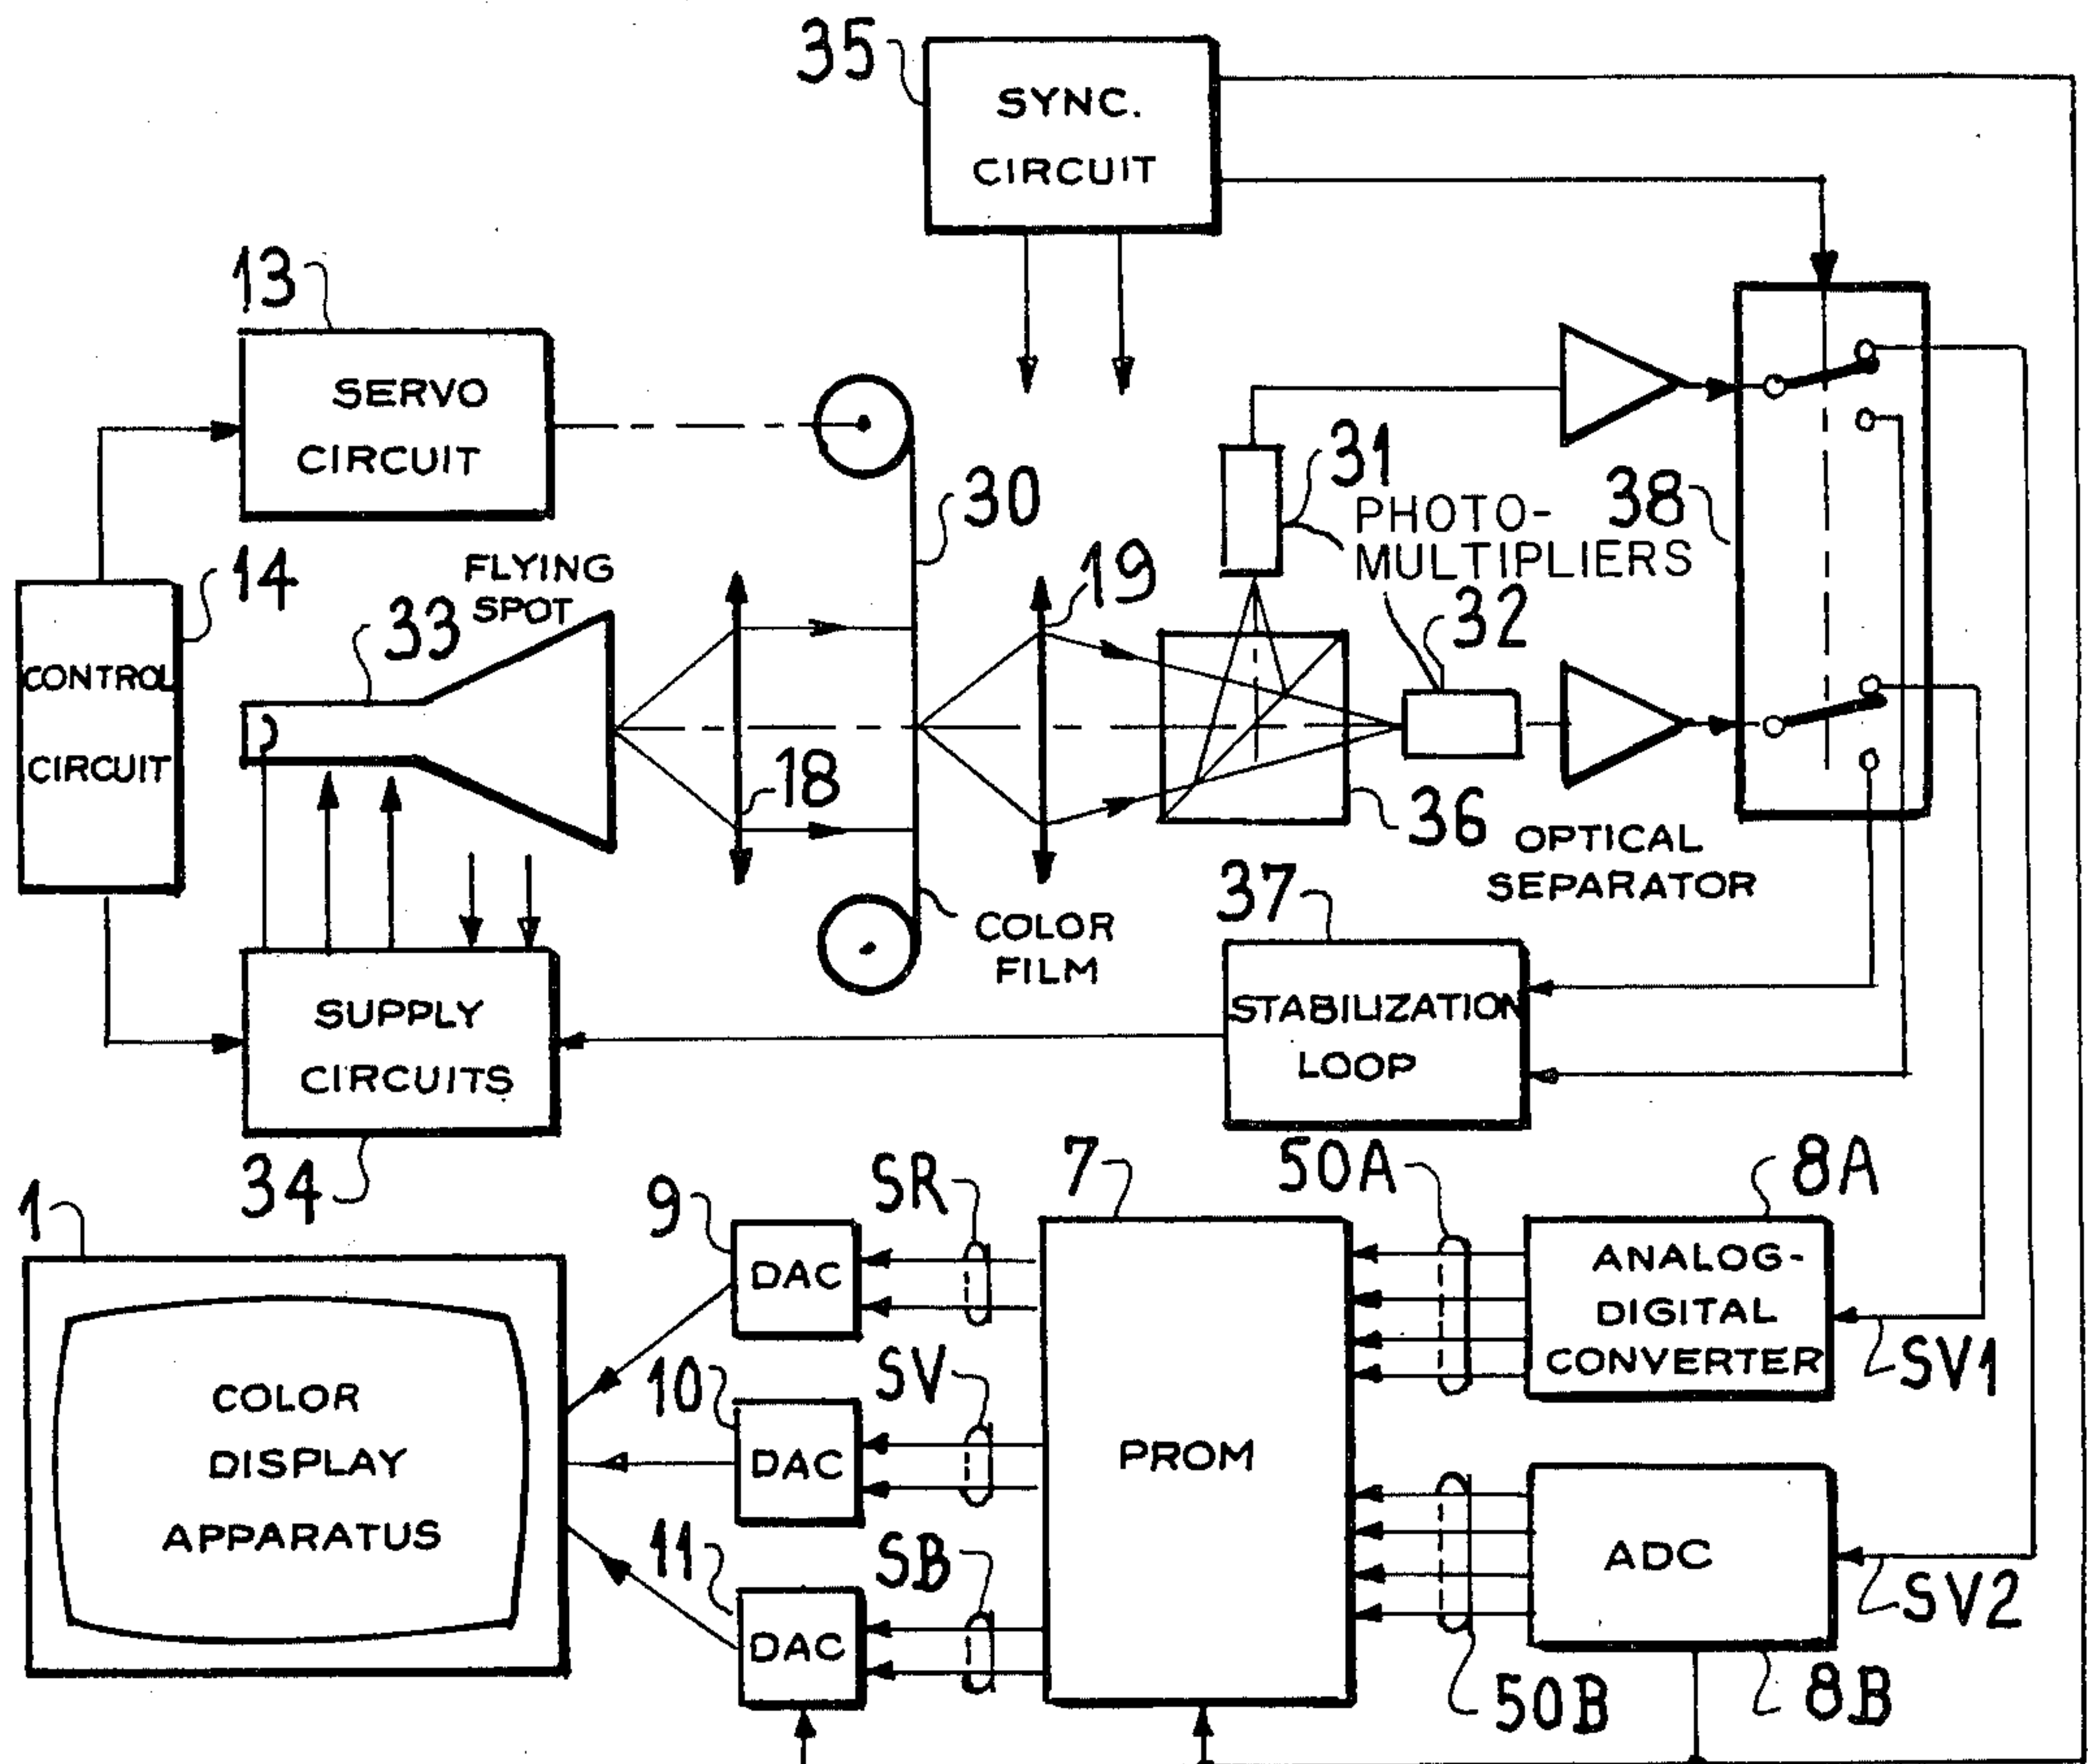 35
SYNC.
CIRCUIT
13
SERVO
CIRCUIT
30
31
PHOTO-
MULTIPLIERS
38
14
FLYING
SPOT
33
19
32
CONTROL
CIRCUIT
18
36
OPTICAL
SEPARATOR
37
COLOR
FILM
SUPPLY
CIRCUITS
STABILIZATION
LOOP
34
1
9
SR
7
50A
8A
DAC
ANALOG-
DIGITAL
CONVERTER
SV1
COLOR
DISPLAY
APPARATUS
10
SV
DAC
PROM
11
SB
DAC
ADC
SV2
50B
8B